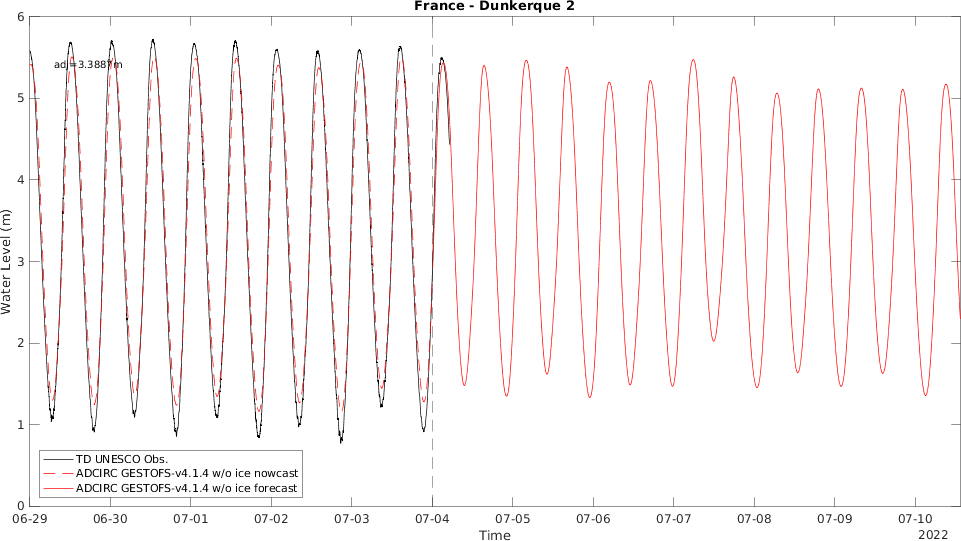 France - Dunkerque 2
adj=3.3887m
6
5
4
3
2
1
0
Water Level (m)
TD UNESCO Obs.
ADCIRC GESTOFS-v4.1.4 w/o ice nowcast
ADCIRC GESTOFS-v4.1.4 w/o ice forecast
06-29 06-30 07-01 07-02 07-03 07-04 07-05 07-06 07-07 07-08 07-09 07-10
Time
2022